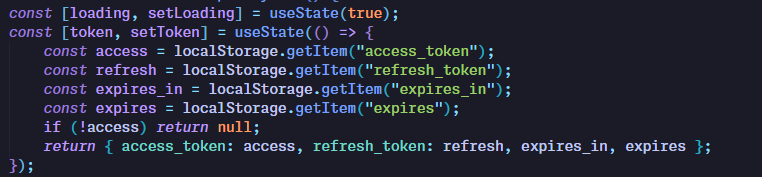 const [loading, setLoading] = useState(true);
const [token, setToken] = useState(() => {
    const access = localStorage.getItem("access_token");
    const refresh = localStorage.getItem("refresh_token");
    const expires_in = localStorage.getItem("expires_in");
    const expires = localStorage.getItem("expires");
    if (!access) return null;
    return { access_token: access, refresh_token: refresh, expires_in, expires };
});